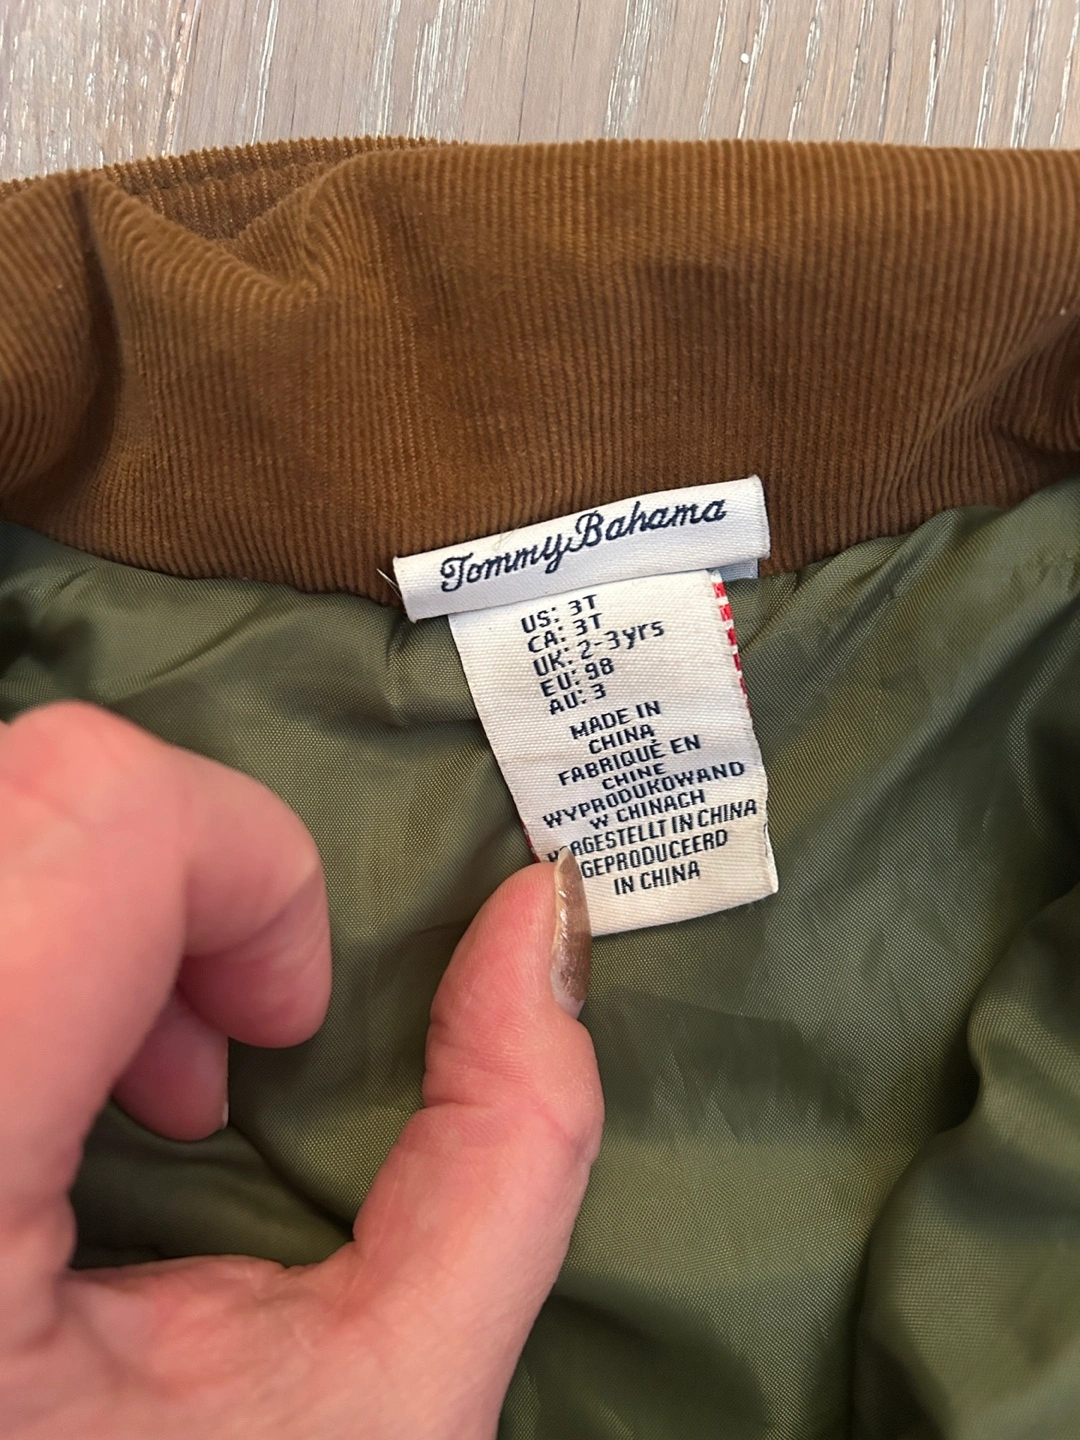 Tommy Bahama
US: 3T
CA: 3T
UK: 2-3yrs
EU: 98
AU: 3
MADE IN
CHINA
FABRIQUÉ EN
CHINE
WYPRODUKOWANO
W CHINACH
IN CHINA
GEPRODUCEERD
IN CHINA